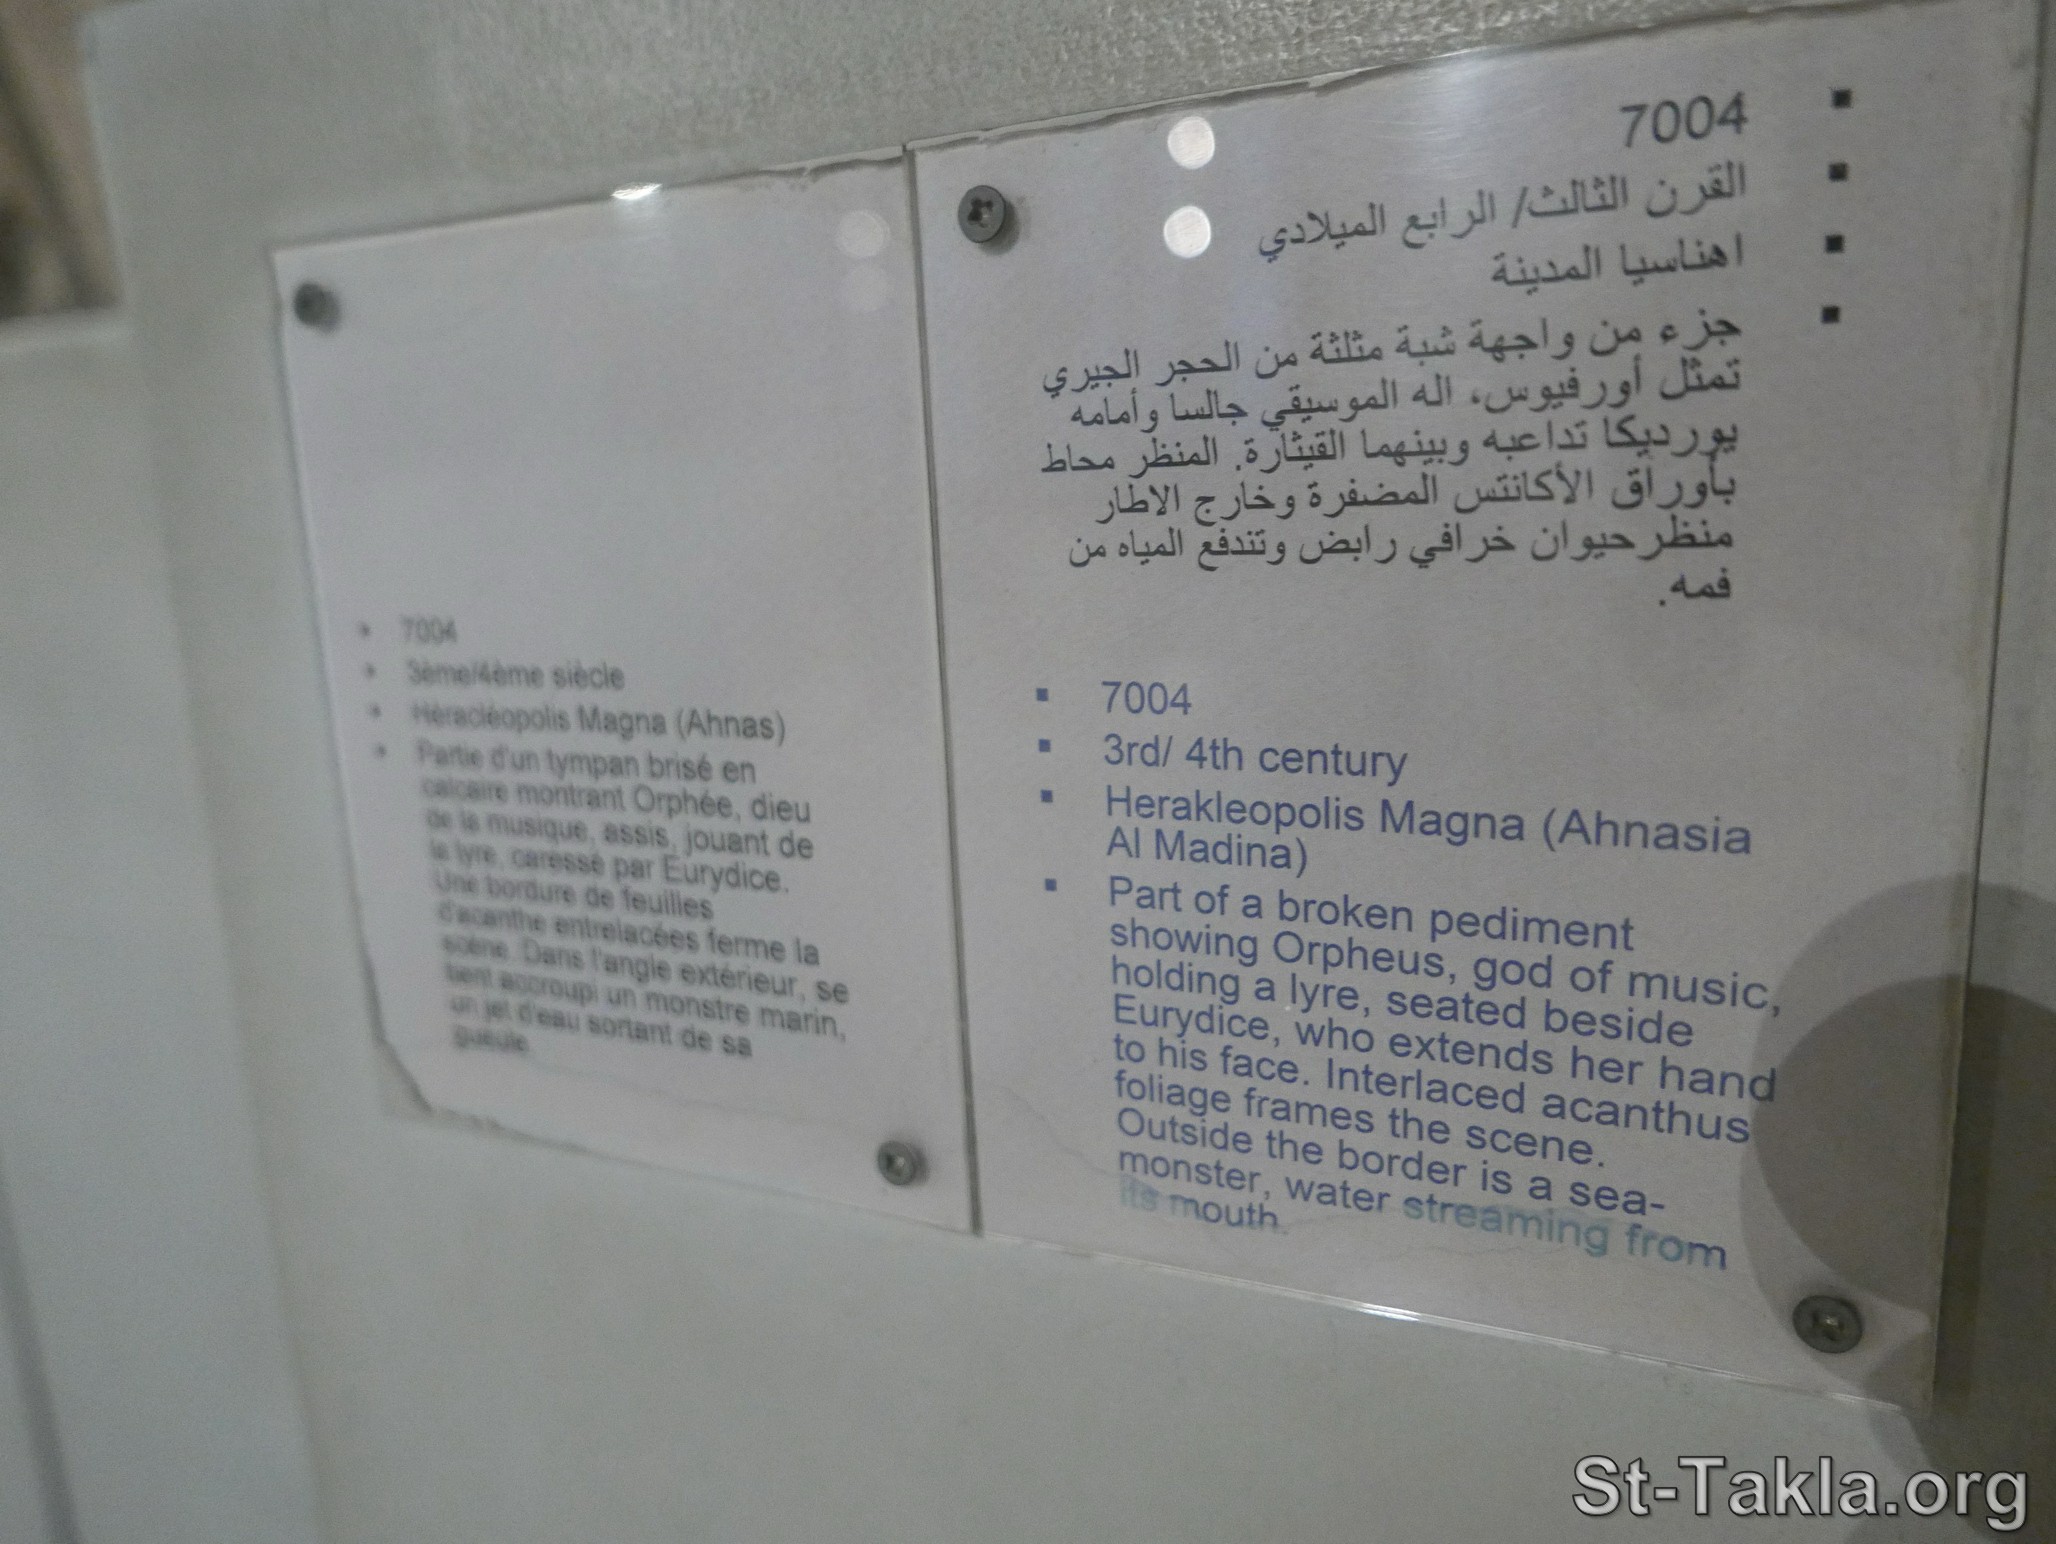 7004
القرن الثالث/ الرابع الميلادي
اهناسيا المدينة
جزء من واجهة شبة مثلثة من الحجر الجيري
تمثل أورفيوس، اله الموسيقي جالسا وأمامه
يورديكا تداعبه وبينهما القيثارة. المنظر محاط
بأوراق الأكانتس المضفرة وخارج الاطار
منظر حيوان خرافي رابض وتندفع المياه من
فمه.
7004
3rd/ 4th century
Herakleopolis Magna (Ahnasia
Al Madina)
Part of a broken pediment
showing Orpheus, god of music,
holding a lyre, seated beside
Eurydice, who extends her hand
to his face. Interlaced acanthus
foliage frames the scene.
Outside the border is a sea-
monster, water streaming from
its mouth.
7004
3ème/4ème siècle
Hèracléopolis Magna (Ahnas)
Partie d'un tympan brisé en
calcaire montrant Orphée, dieu
de la musique, assis, jouant de
la lyre, caressé par Eurydice.
Une bordure de feuilles
d'acanthe entrelacées ferme la
scène. Dans l'angle extérieur, se
tient accroupi un monstre marin,
un jet d'eau sortant de sa
gueule.
St-Takla.org